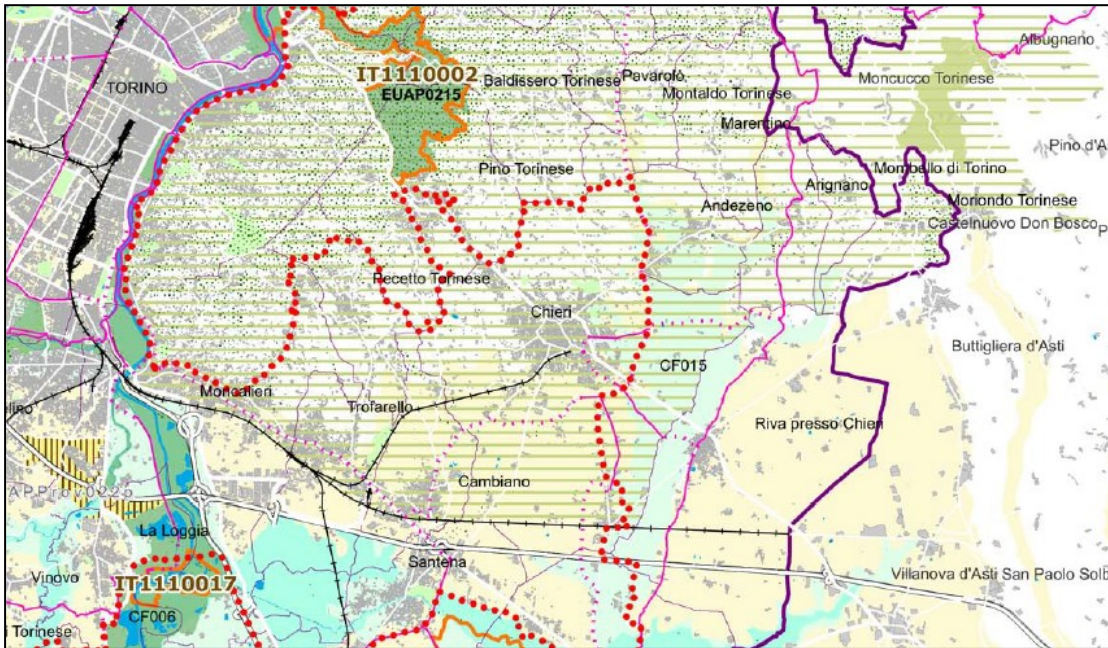 Albugnano
IT1110002
TORINO
Baldissero Torinese
Pavarolo
Moncucco Torinese
EUAP0215
Montaldo Torinese
Marentino
Pino d'A
Pino Torinese
Mombello di Torino
Arignano
Andezeno
Moriondo Torinese
Castelnuovo Don Bosco
P
Pecetto Torinese
Chieri
Buttigliera d'Asti
CF015
Moncalieri
Trofarello
elino
Riva presso Chieri
Cambiano
APProv0225
La Loggia
Santena
Vinovo
IT1110017
Villanova d'Asti
San Paolo Solb
CF006
i Torinese